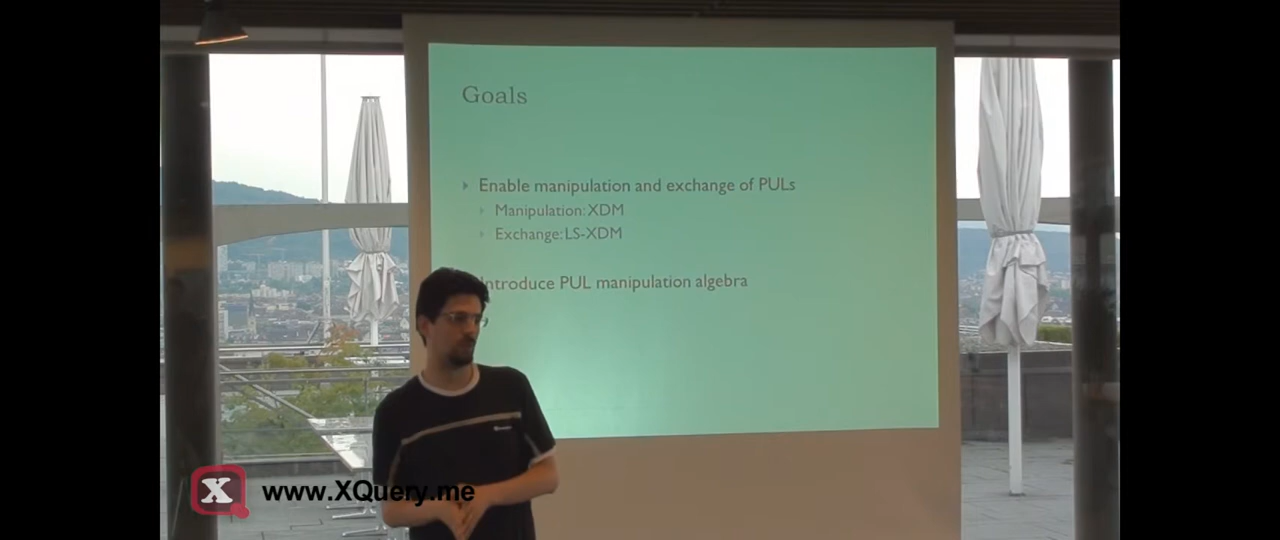 Goals
Enable manipulation and exchange of PULs
Manipulation: XDM
Exchange: LS-XDM
Introduce PUL manipulation algebra
X
www.XQuery.me